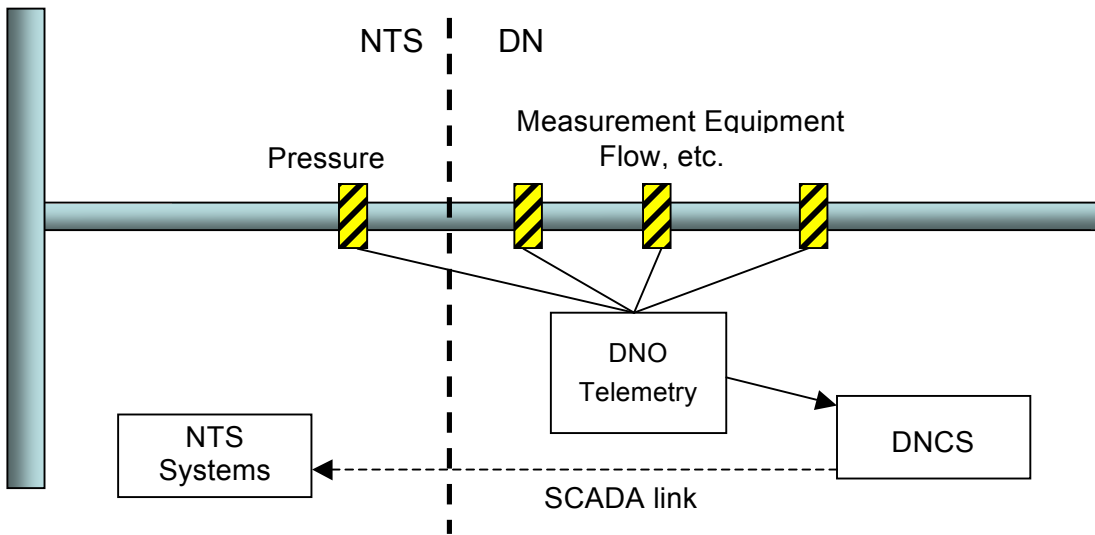 NTS
DN
Measurement Equipment
Flow, etc.
Pressure
DNO
Telemetry
NTS
Systems
DNCS
SCADA link